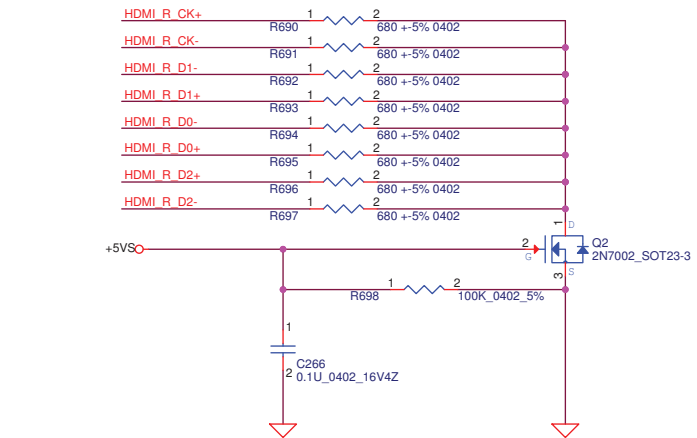 HDMI_R_CK+
1 2
R690 680 +-5% 0402
HDMI_R_CK-
1 2
R691 680 +-5% 0402
HDMI_R_D1-
1 2
R692 680 +-5% 0402
HDMI_R_D1+
1 2
R693 680 +-5% 0402
HDMI_R_D0-
1 2
R694 680 +-5% 0402
HDMI_R_D0+
1 2
R695 680 +-5% 0402
HDMI_R_D2+
1 2
R696 680 +-5% 0402
HDMI_R_D2-
1 2
R697 680 +-5% 0402
1 D
+5VS
2 G
Q2
2N7002_SOT23-3
3 S
1 2
R698 100K_0402_5%
1
C266
2 0.1U_0402_16V4Z